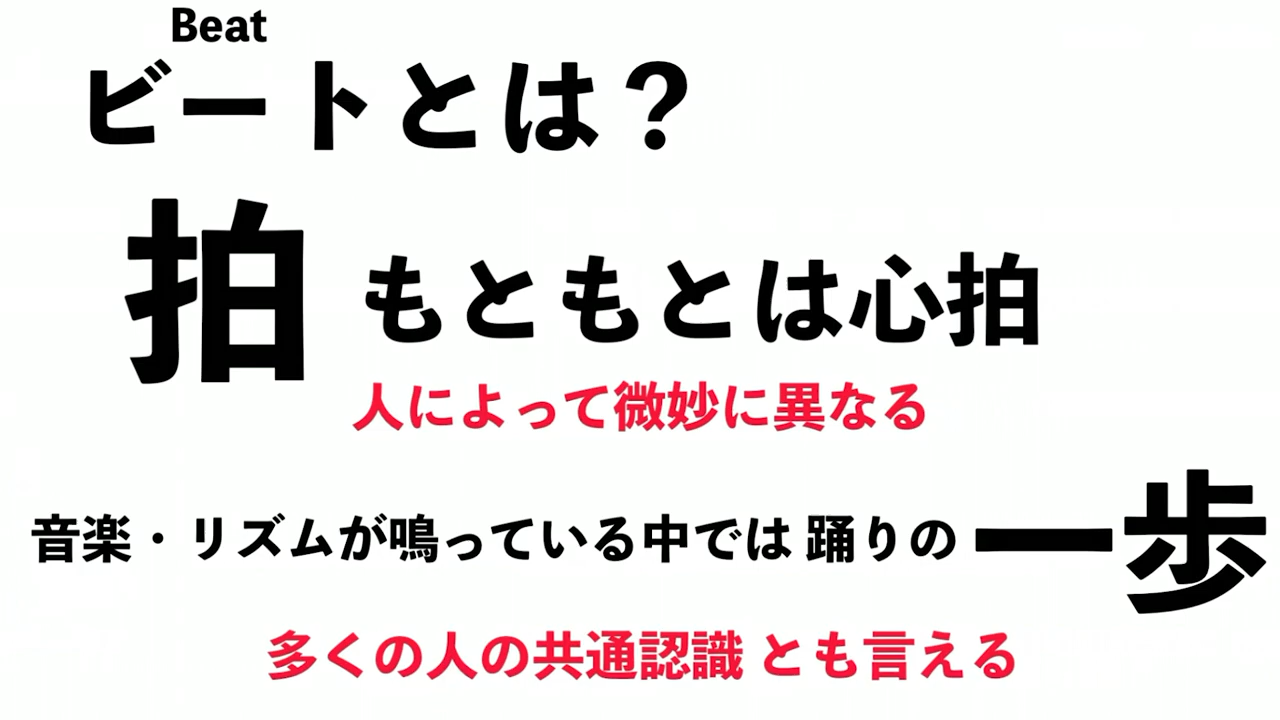 Beat
ビートとは？
拍 もともとは心拍
人によって微妙に異なる
音楽・リズムが鳴っている中では 踊りの 一歩
多くの人の共通認識 とも言える